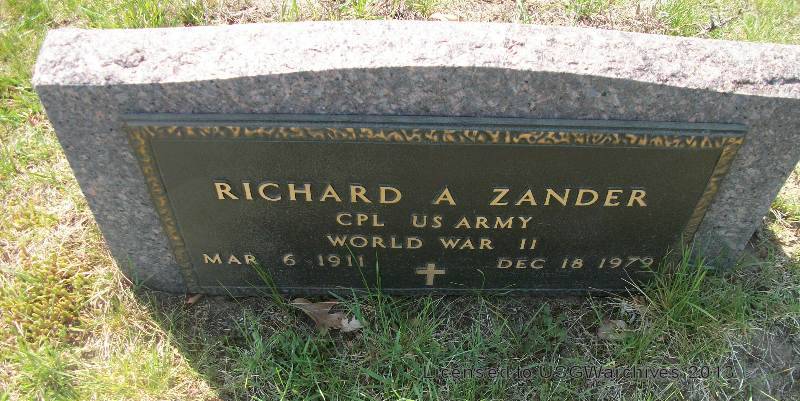 RICHARD A ZANDER
CPL US ARMY
WORLD WAR II
MAR 6 1911 DEC 18 1979
Licensed to USGWarchives 2013